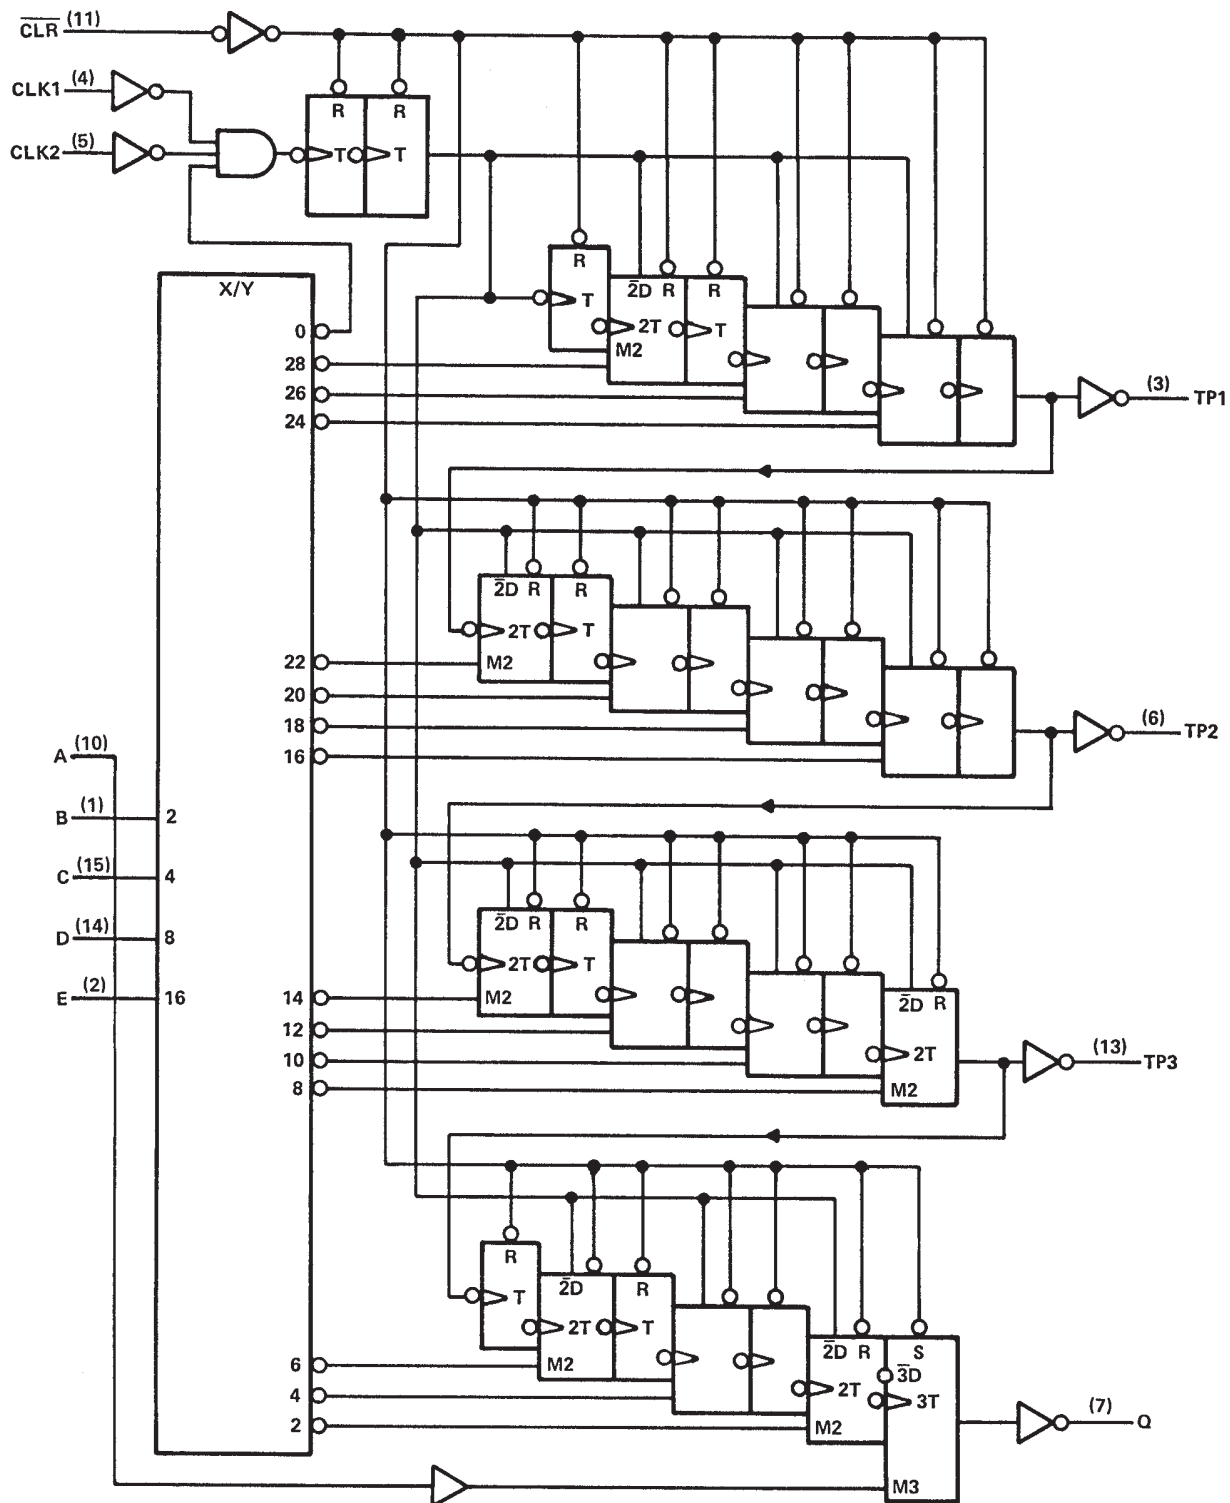 CLR (11)
R R
CLK1 (4)
CLK2 (5)
T T
R
2D R R
T
2T T
M2
X/Y
0
28
26
24
(3) TP1
2D R R
2T T
M2
22
20
18
16
(6) TP2
A (10)
B (1) 2
C (15) 4
D (14) 8
E (2) 16
2D R R
2T T
M2
14
12
10
8
2D R
2T
M2
(13) TP3
R
T
2D R
2T T
M2
6
4
2
2D R S
3D
2T 3T
M2
M3
(7) Q